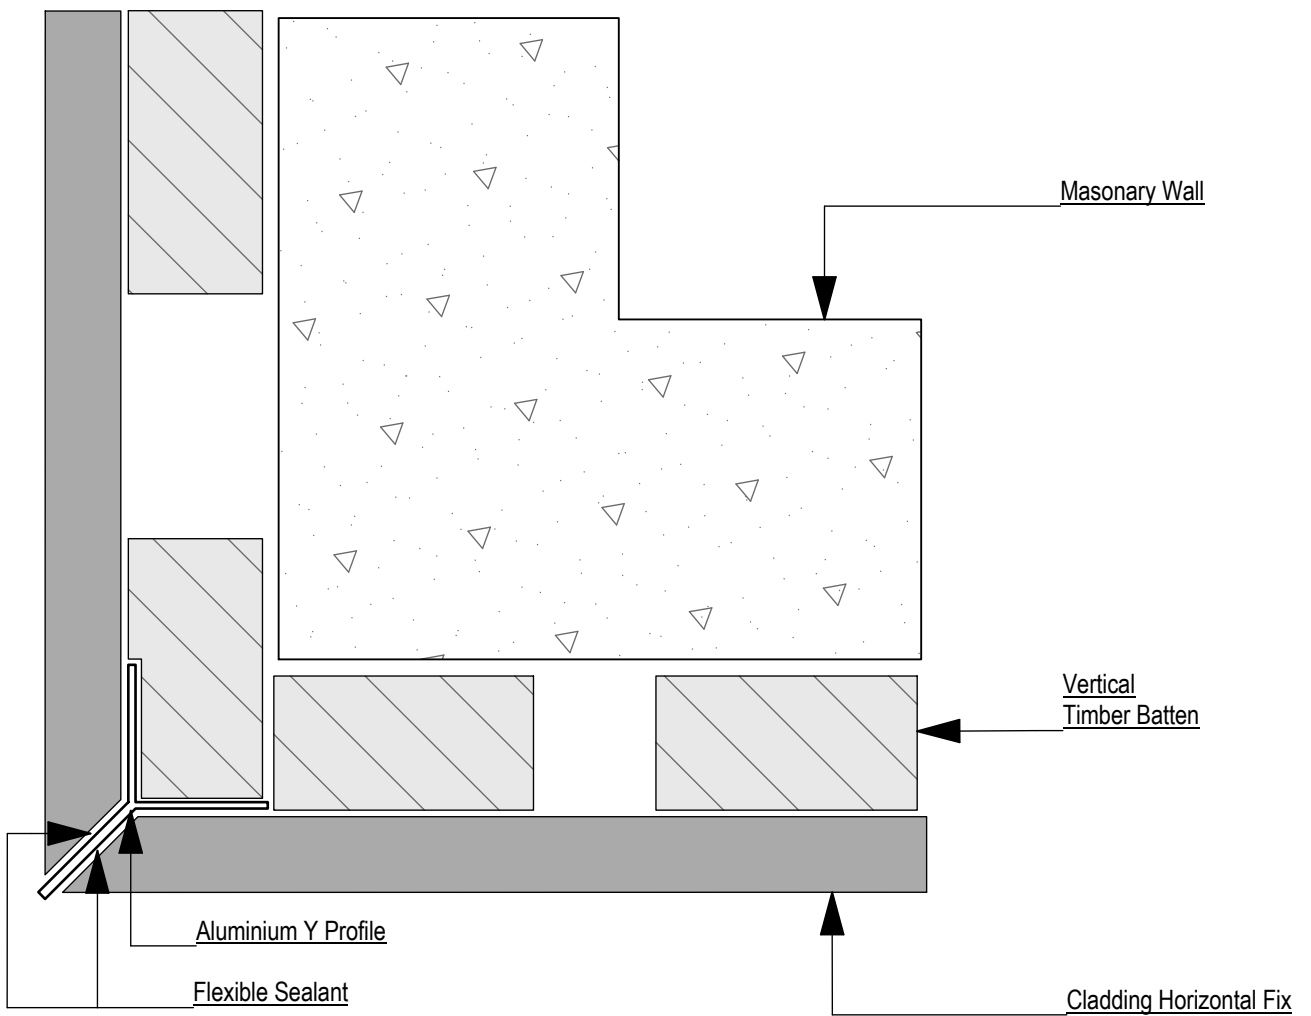 Masonary Wall
Vertical
Timber Batten
Aluminium Y Profile
Flexible Sealant
Cladding Horizontal Fix